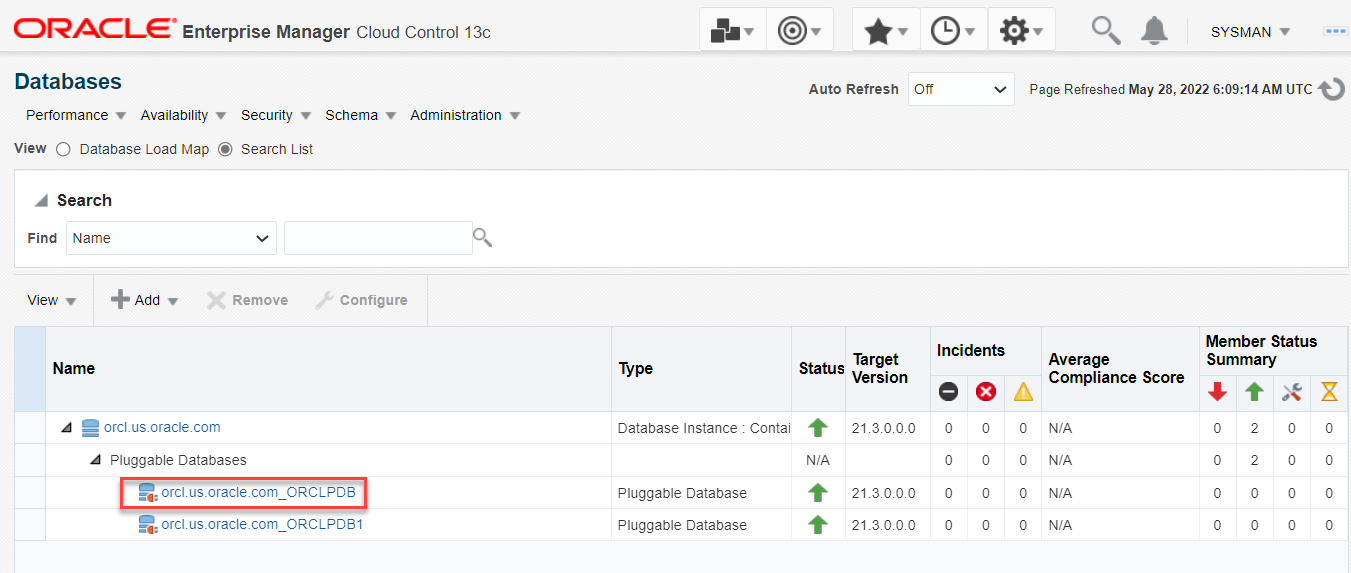 ORACLE Enterprise Manager Cloud Control 13c SYSMAN
Databases
Auto Refresh Off Page Refreshed May 28, 2022 6:09:14 AM UTC
Performance Availability Security Schema Administration
View Database Load Map Search List
Search
Find Name
View Add Remove Configure
Name Type Status Target Version Incidents Average Compliance Score Member Status Summary
orcl.us.oracle.com Database Instance : Contai 21.3.0.0.0 0 0 0 N/A 0 2 0 0
Pluggable Databases N/A 0 0 0 N/A 0 2 0 0
orcl.us.oracle.com_ORCLPDB Pluggable Database 21.3.0.0.0 0 0 0 N/A 0 0 0 0
orcl.us.oracle.com_ORCLPDB1 Pluggable Database 21.3.0.0.0 0 0 0 N/A 0 0 0 0